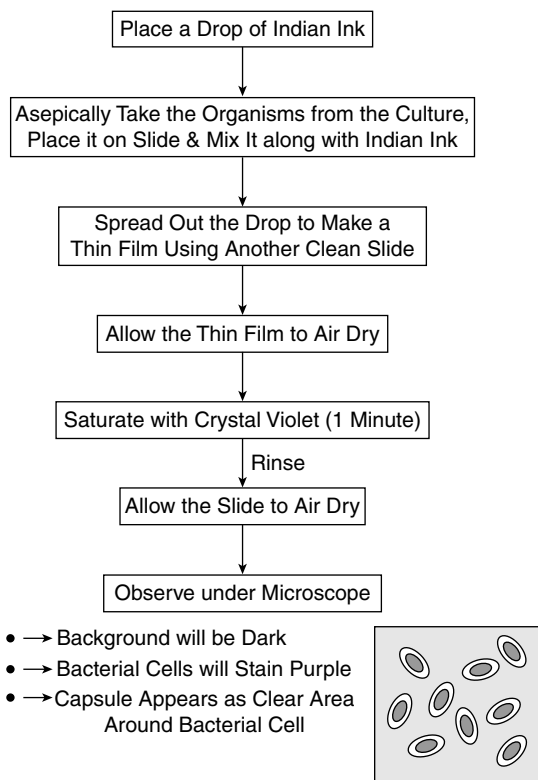 Place a Drop of Indian Ink
Asepically Take the Organisms from the Culture,
Place it on Slide & Mix It along with Indian Ink
Spread Out the Drop to Make a
Thin Film Using Another Clean Slide
Allow the Thin Film to Air Dry
Saturate with Crystal Violet (1 Minute)
Rinse
Allow the Slide to Air Dry
Observe under Microscope
• → Background will be Dark
• → Bacterial Cells will Stain Purple
• → Capsule Appears as Clear Area
Around Bacterial Cell